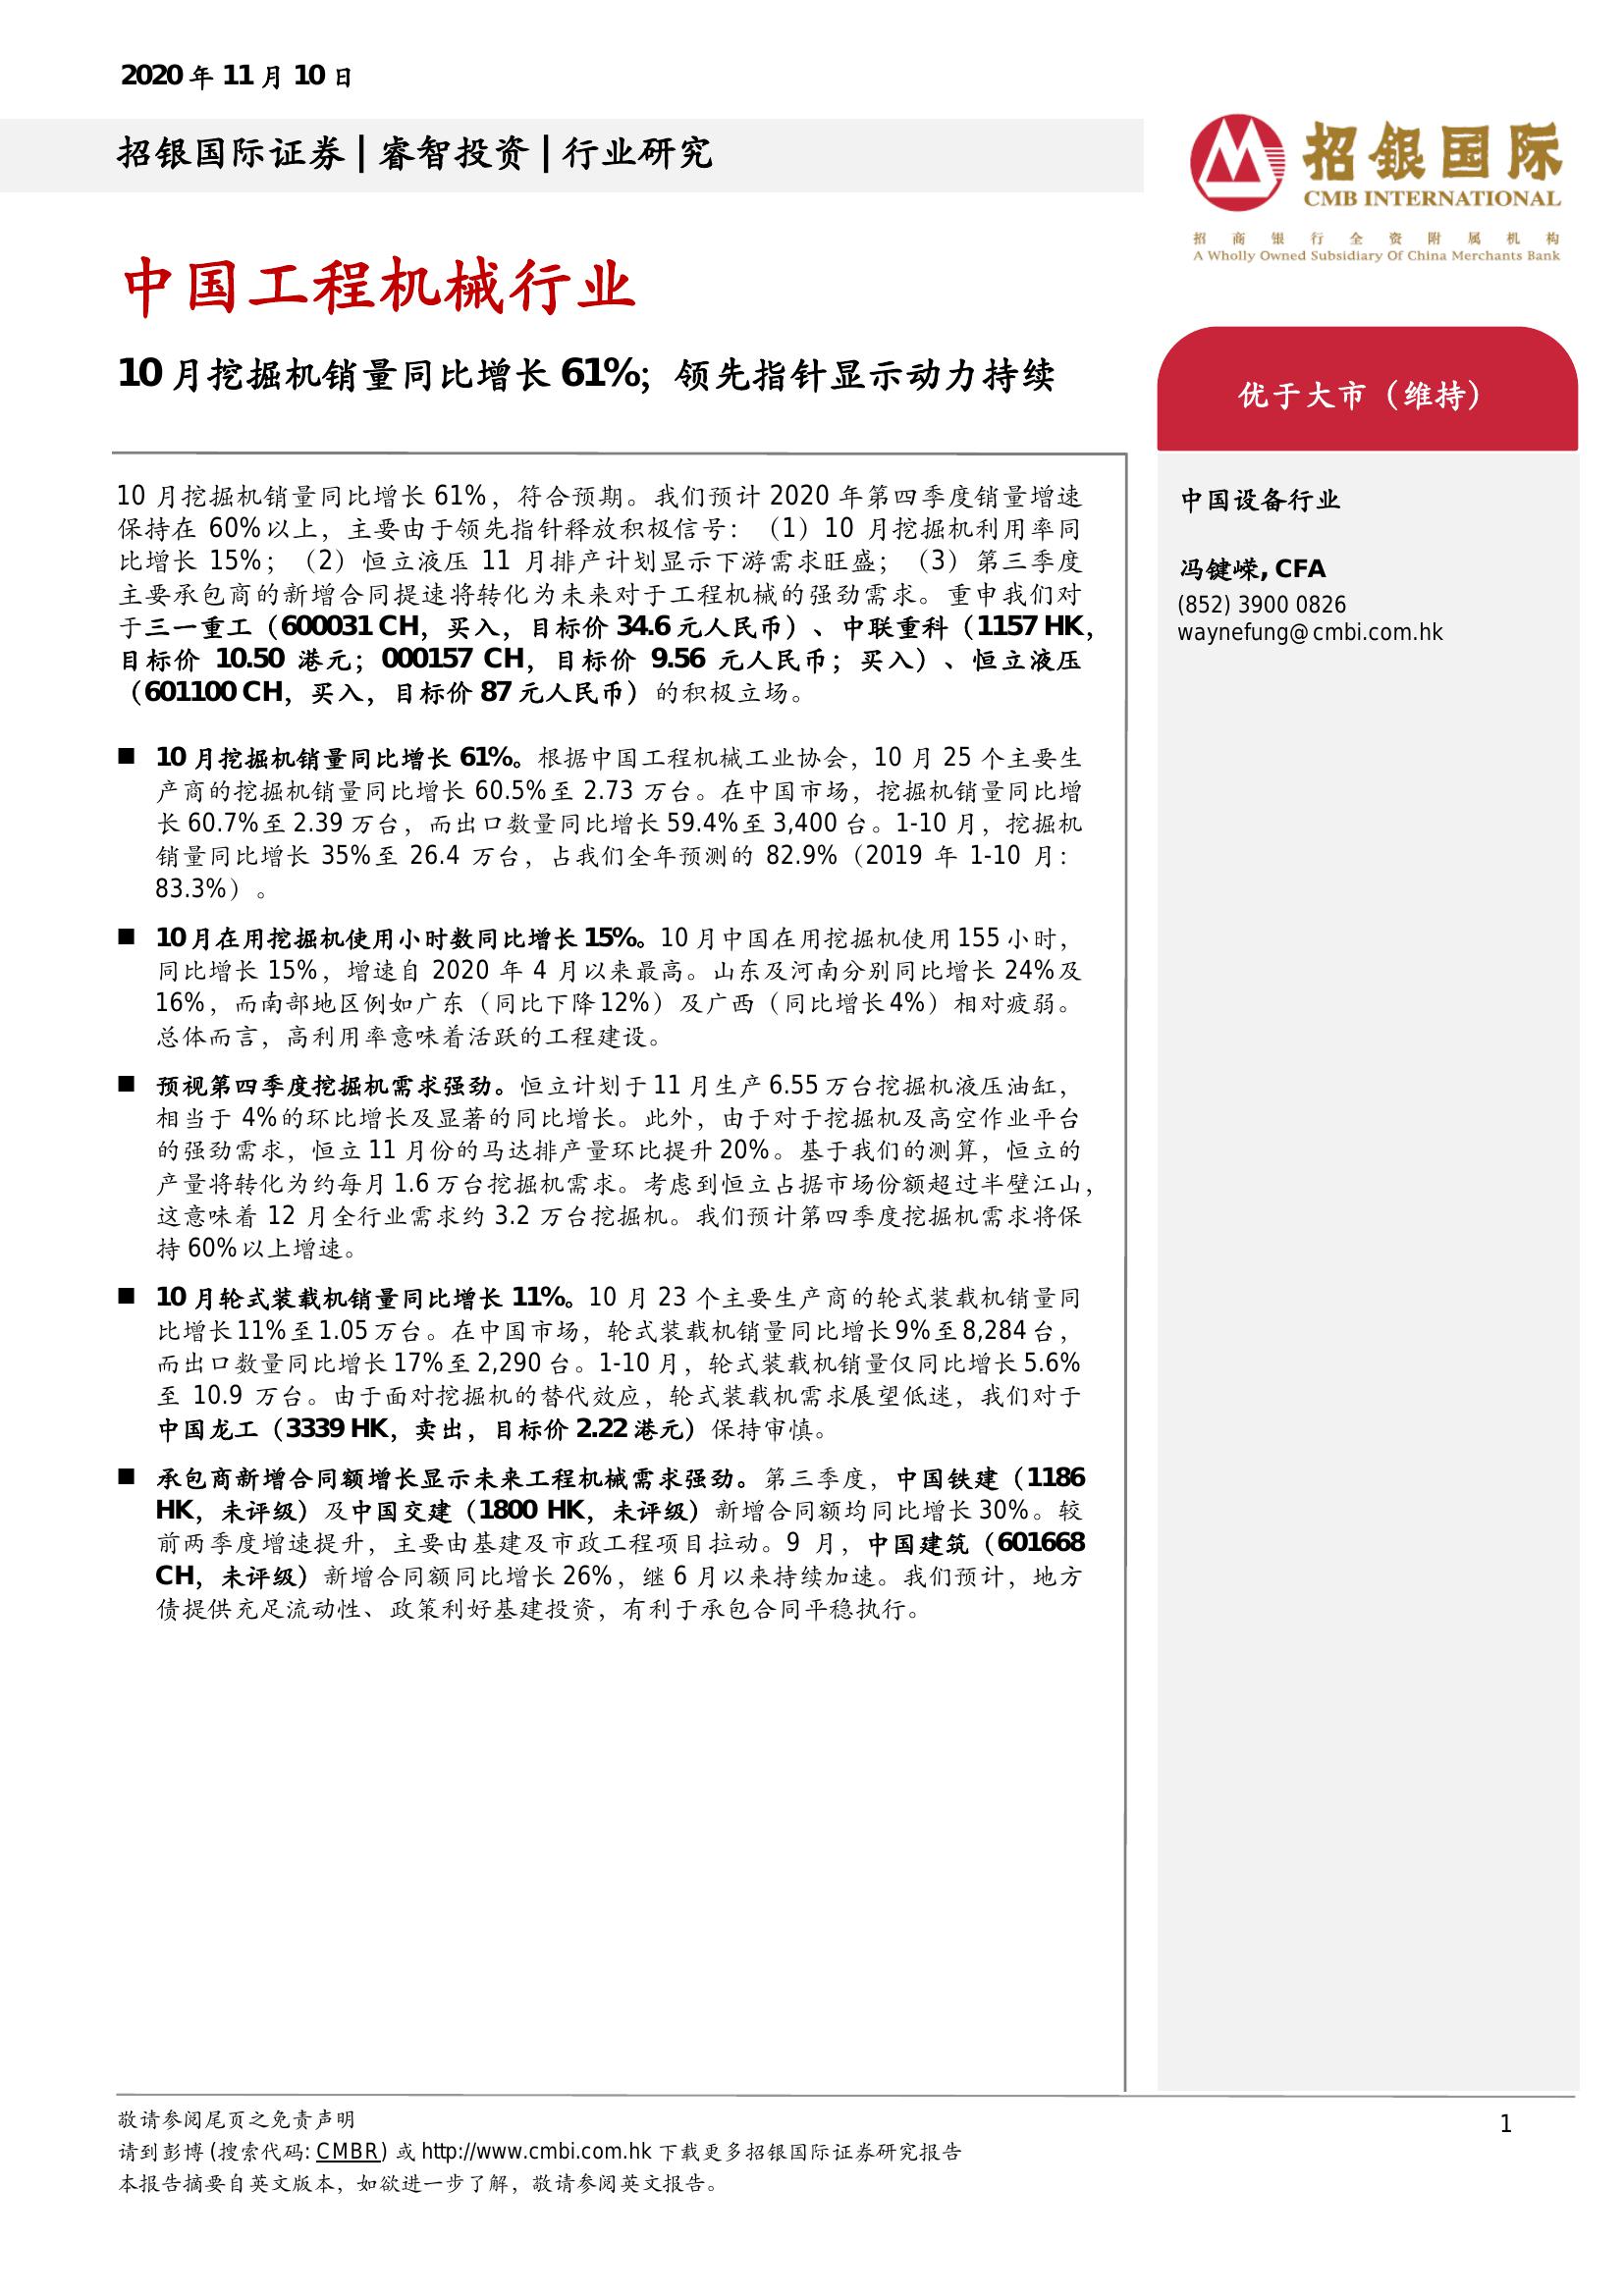 2020 年 11 月 10 日
招银国际证券 | 睿智投资 | 行业研究
招银国际
CMB INTERNATIONAL
招商银行全资附属机构
A Wholly Owned Subsidiary Of China Merchants Bank
中国工程机械行业
10 月挖掘机销量同比增长 61%；领先指针显示动力持续
优于大市（维持）
中国设备行业
冯键嵘, CFA
(852) 3900 0826
waynefung@cmbi.com.hk
10 月挖掘机销量同比增长 61%，符合预期。我们预计 2020 年第四季度销量增速
保持在 60%以上，主要由于领先指针释放积极信号：（1）10 月挖掘机利用率同
比增长 15%；（2）恒立液压 11 月排产计划显示下游需求旺盛；（3）第三季度
主要承包商的新增合同提速将转化为未来对于工程机械的强劲需求。重申我们对
于三一重工（600031 CH，买入，目标价 34.6 元人民币）、中联重科（1157 HK，
目标价 10.50 港元；000157 CH，目标价 9.56 元人民币；买入）、恒立液压
（601100 CH，买入，目标价 87 元人民币）的积极立场。
■ 10 月挖掘机销量同比增长 61%。根据中国工程机械工业协会，10 月 25 个主要生
产商的挖掘机销量同比增长 60.5%至 2.73 万台。在中国市场，挖掘机销量同比增
长 60.7%至 2.39 万台，而出口数量同比增长 59.4%至 3,400 台。1-10 月，挖掘机
销量同比增长 35%至 26.4 万台，占我们全年预测的 82.9%（2019 年 1-10 月：
83.3%）。
■ 10 月在用挖掘机使用小时数同比增长 15%。10 月中国在用挖掘机使用 155 小时，
同比增长 15%，增速自 2020 年 4 月以来最高。山东及河南分别同比增长 24%及
16%，而南部地区例如广东（同比下降 12%）及广西（同比增长 4%）相对疲弱。
总体而言，高利用率意味着活跃的工程建设。
■ 预视第四季度挖掘机需求强劲。恒立计划于 11 月生产 6.55 万台挖掘机液压油缸，
相当于 4%的环比增长及显著的同比增长。此外，由于对于挖掘机及高空作业平台
的强劲需求，恒立 11 月份的马达排产量环比提升 20%。基于我们的测算，恒立的
产量将转化为约每月 1.6 万台挖掘机需求。考虑到恒立占据市场份额超过半壁江山，
这意味着 12 月全行业需求约 3.2 万台挖掘机。我们预计第四季度挖掘机需求将保
持 60%以上增速。
■ 10 月轮式装载机销量同比增长 11%。10 月 23 个主要生产商的轮式装载机销量同
比增长 11%至 1.05 万台。在中国市场，轮式装载机销量同比增长 9%至 8,284 台，
而出口数量同比增长 17%至 2,290 台。1-10 月，轮式装载机销量仅同比增长 5.6%
至 10.9 万台。由于面对挖掘机的替代效应，轮式装载机需求展望低迷，我们对于
中国龙工（3339 HK，卖出，目标价 2.22 港元）保持审慎。
■ 承包商新增合同额增长显示未来工程机械需求强劲。第三季度，中国铁建（1186
HK，未评级）及中国交建（1800 HK，未评级）新增合同额均同比增长 30%。较
前两季度增速提升，主要由基建及市政工程项目拉动。9 月，中国建筑（601668
CH，未评级）新增合同额同比增长 26%，继 6 月以来持续加速。我们预计，地方
债提供充足流动性、政策利好基建投资，有利于承包合同平稳执行。
敬请参阅尾页之免责声明
请到彭博 (搜索代码: CMBR) 或 http://www.cmbi.com.hk 下载更多招银国际证券研究报告
本报告摘要自英文版本，如欲进一步了解，敬请参阅英文报告。
1